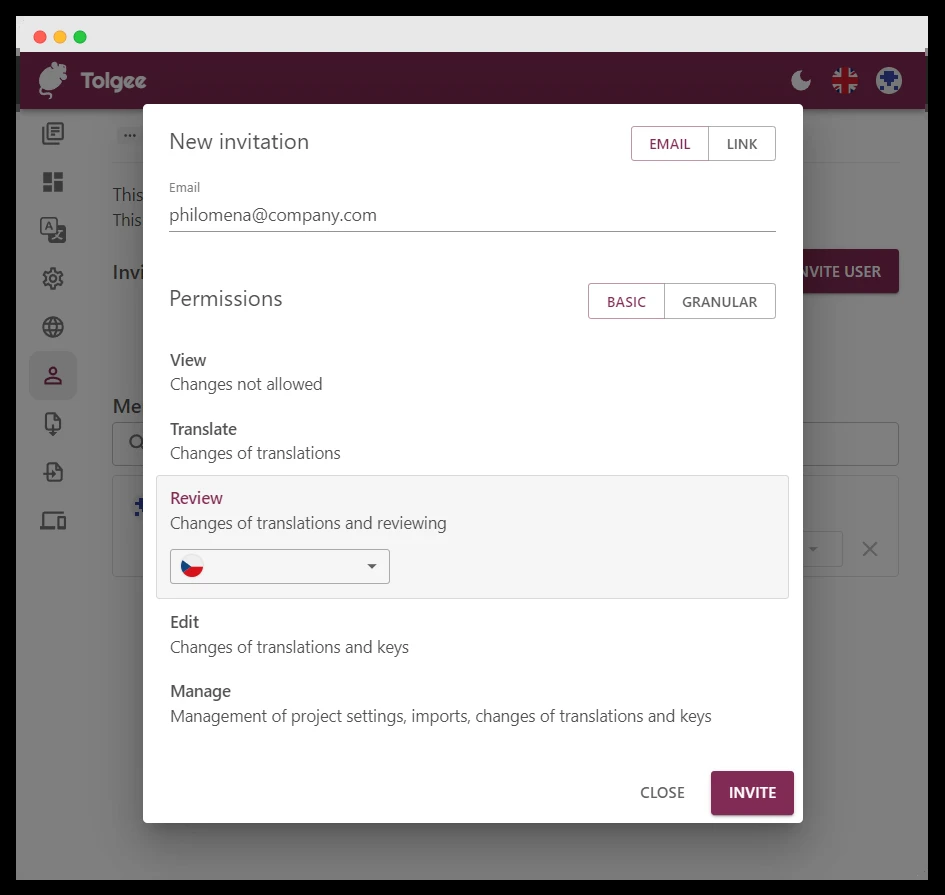 Tolgee
New invitation
EMAIL
LINK
Email
philomena@company.com
...
This
This
Permissions
BASIC
GRANULAR
View
Changes not allowed
Translate
Changes of translations
Review
Changes of translations and reviewing
Edit
Changes of translations and keys
Manage
Management of project settings, imports, changes of translations and keys
CLOSE
INVITE
Invi
NVITE USER
Me